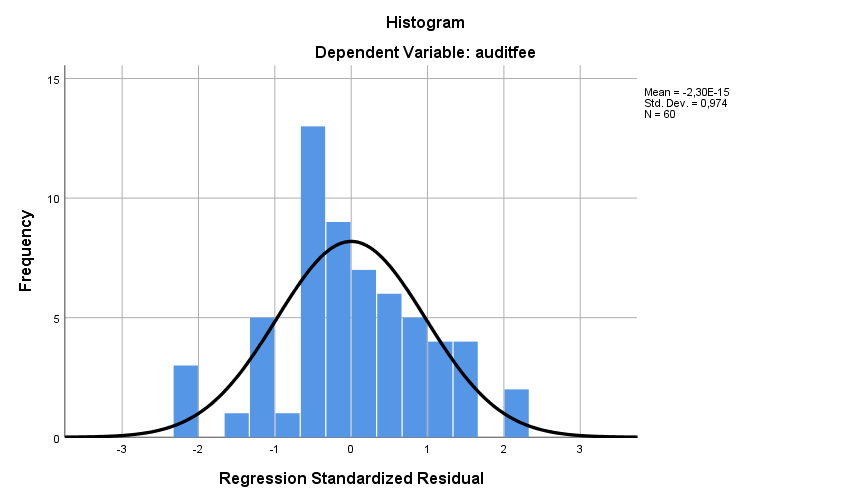 Histogram
Dependent Variable: auditfee
Mean = -2,30E-15
Std. Dev. = 0,974
N = 60
Frequency
15
10
5
0
-3 -2 -1 0 1 2 3
Regression Standardized Residual